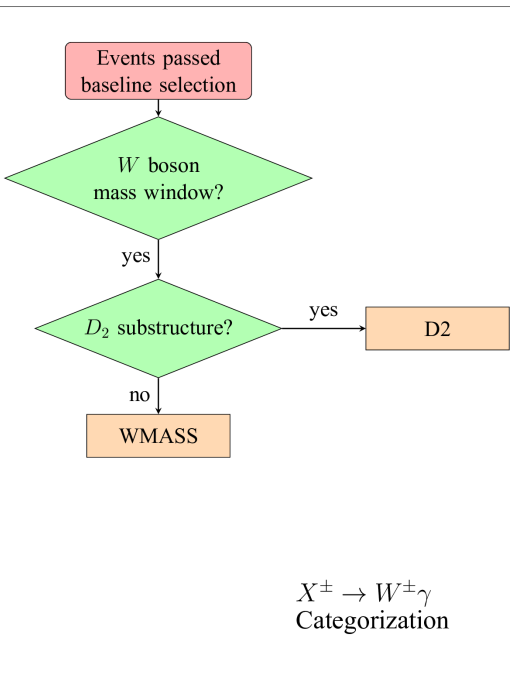 Events passed
baseline selection
W boson
mass window?
yes
D₂ substructure?
yes
D2
no
WMASS
X± → W±γ
Categorization